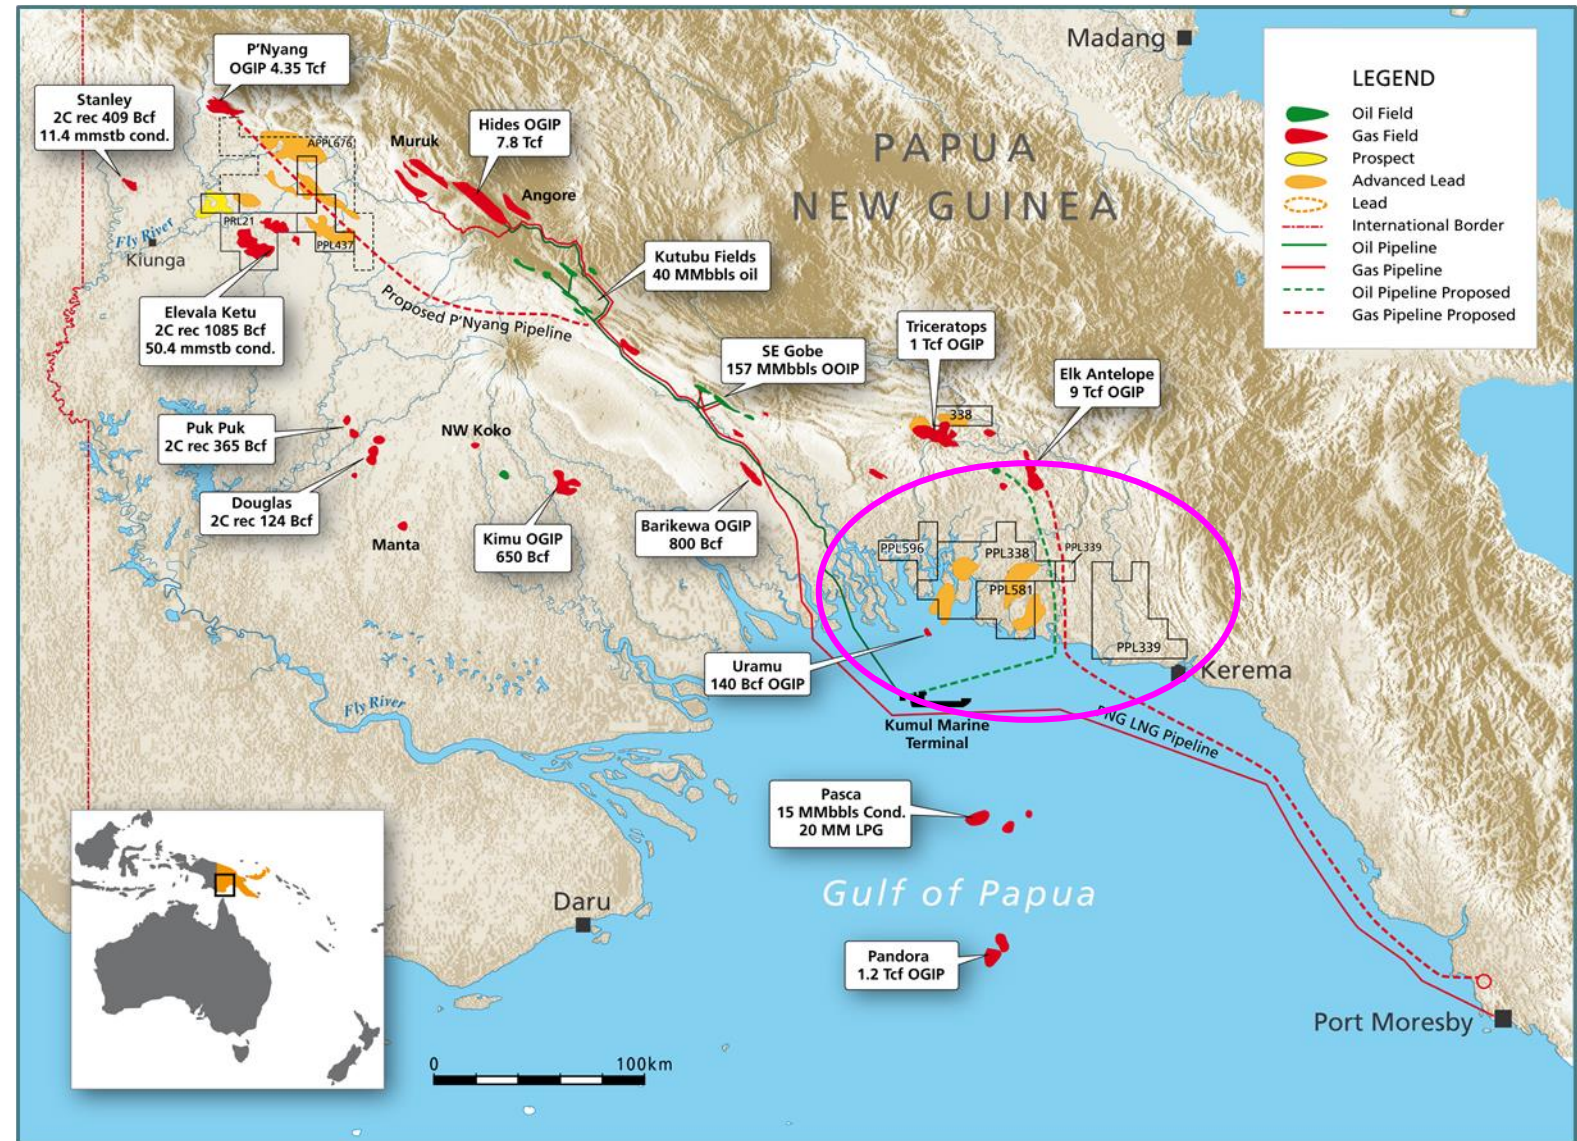 Madang
P'Nyang
OGIP 4.35 Tcf
Stanley
2C rec 409 Bcf
11.4 mmstb cond.
Muruk
Hides OGIP
7.8 Tcf
Angore
APPL676
PRL21
PPL437
Fly River
Kiunga
PAPUA
NEW GUINEA
LEGEND
Oil Field
Gas Field
Prospect
Advanced Lead
Lead
International Border
Oil Pipeline
Gas Pipeline
Oil Pipeline Proposed
Gas Pipeline Proposed
Kutubu Fields
40 MMbbls oil
Elevala Ketu
2C rec 1085 Bcf
50.4 mmstb cond.
Proposed P'Nyang Pipeline
Triceratops
1 Tcf OGIP
SE Gobe
157 MMbbls OOIP
Elk Antelope
9 Tcf OGIP
338
Puk Puk
2C rec 365 Bcf
NW Koko
Douglas
2C rec 124 Bcf
Manta
Kimu OGIP
650 Bcf
Barikewa OGIP
800 Bcf
PPL596
PPL338
PPL339
PPL581
PPL339
Kerema
Uramu
140 Bcf OGIP
Fly River
Kumul Marine
Terminal
PNG LNG Pipeline
Pasca
15 MMbbls Cond.
20 MM LPG
Gulf of Papua
Daru
Pandora
1.2 Tcf OGIP
Port Moresby
0 100km